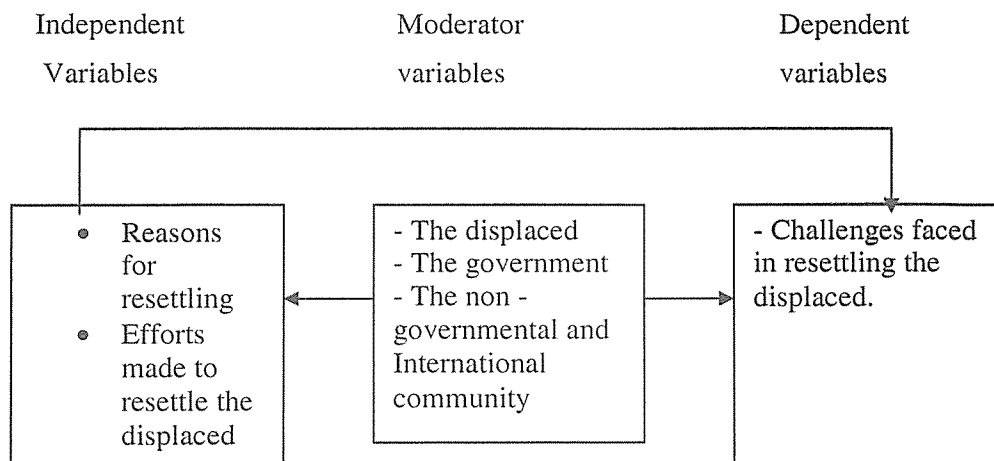 Independent
Variables
Moderator
variables
Dependent
variables
• Reasons
for
resettling
• Efforts
made to
resettle the
displaced
- The displaced
- The government
- The non -
governmental and
International
community
- Challenges faced
in resettling the
displaced.